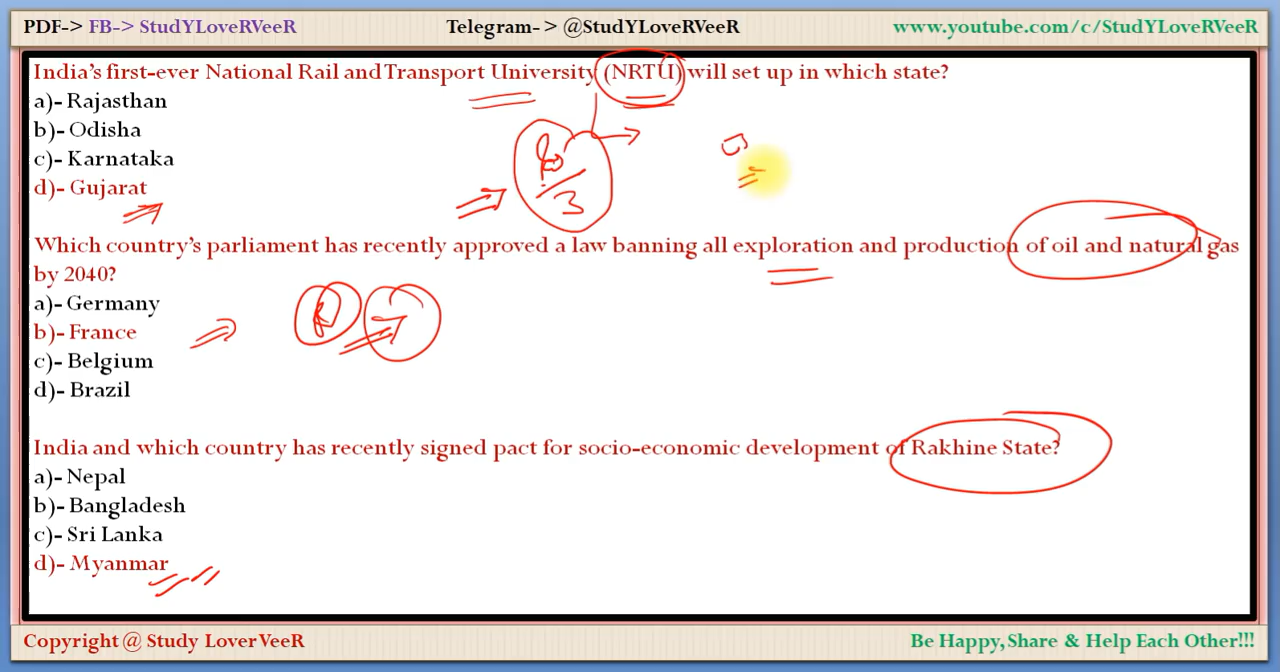 PDF-> FB-> StudYLoveRVeeR Telegram-> @StudYLoveRVeeR www.youtube.com/c/StudYLoveRVeeR
India's first-ever National Rail and Transport University (NRTU) will set up in which state?
a)- Rajasthan
b)- Odisha
c)- Karnataka
d)- Gujarat
3
Which country's parliament has recently approved a law banning all exploration and production of oil and natural gas
by 2040?
a)- Germany
b)- France
c)- Belgium
d)- Brazil
India and which country has recently signed pact for socio-economic development of Rakhine State?
a)- Nepal
b)- Bangladesh
c)- Sri Lanka
d)- Myanmar
Copyright @ Study Lover VeeR Be Happy, Share & Help Each Other!!!